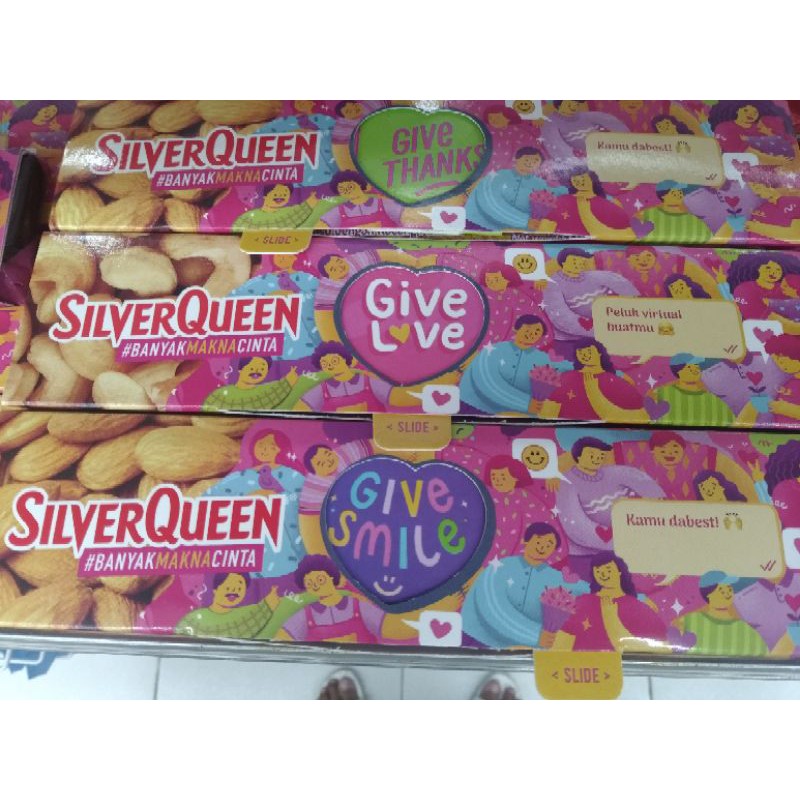 SILVERQUEEN
#BANYAKMAKNACINTA
GIVE
THANKS
Kamu dabest! 🙌
< SLIDE >
SILVERQUEEN
#BANYAKMAKNACINTA
Give
Love
Peluk virtual
buatmu 🤗
< SLIDE >
SILVERQUEEN
#BANYAKMAKNACINTA
GIVE
SMILE
Kamu dabest! 🙌
< SLIDE >